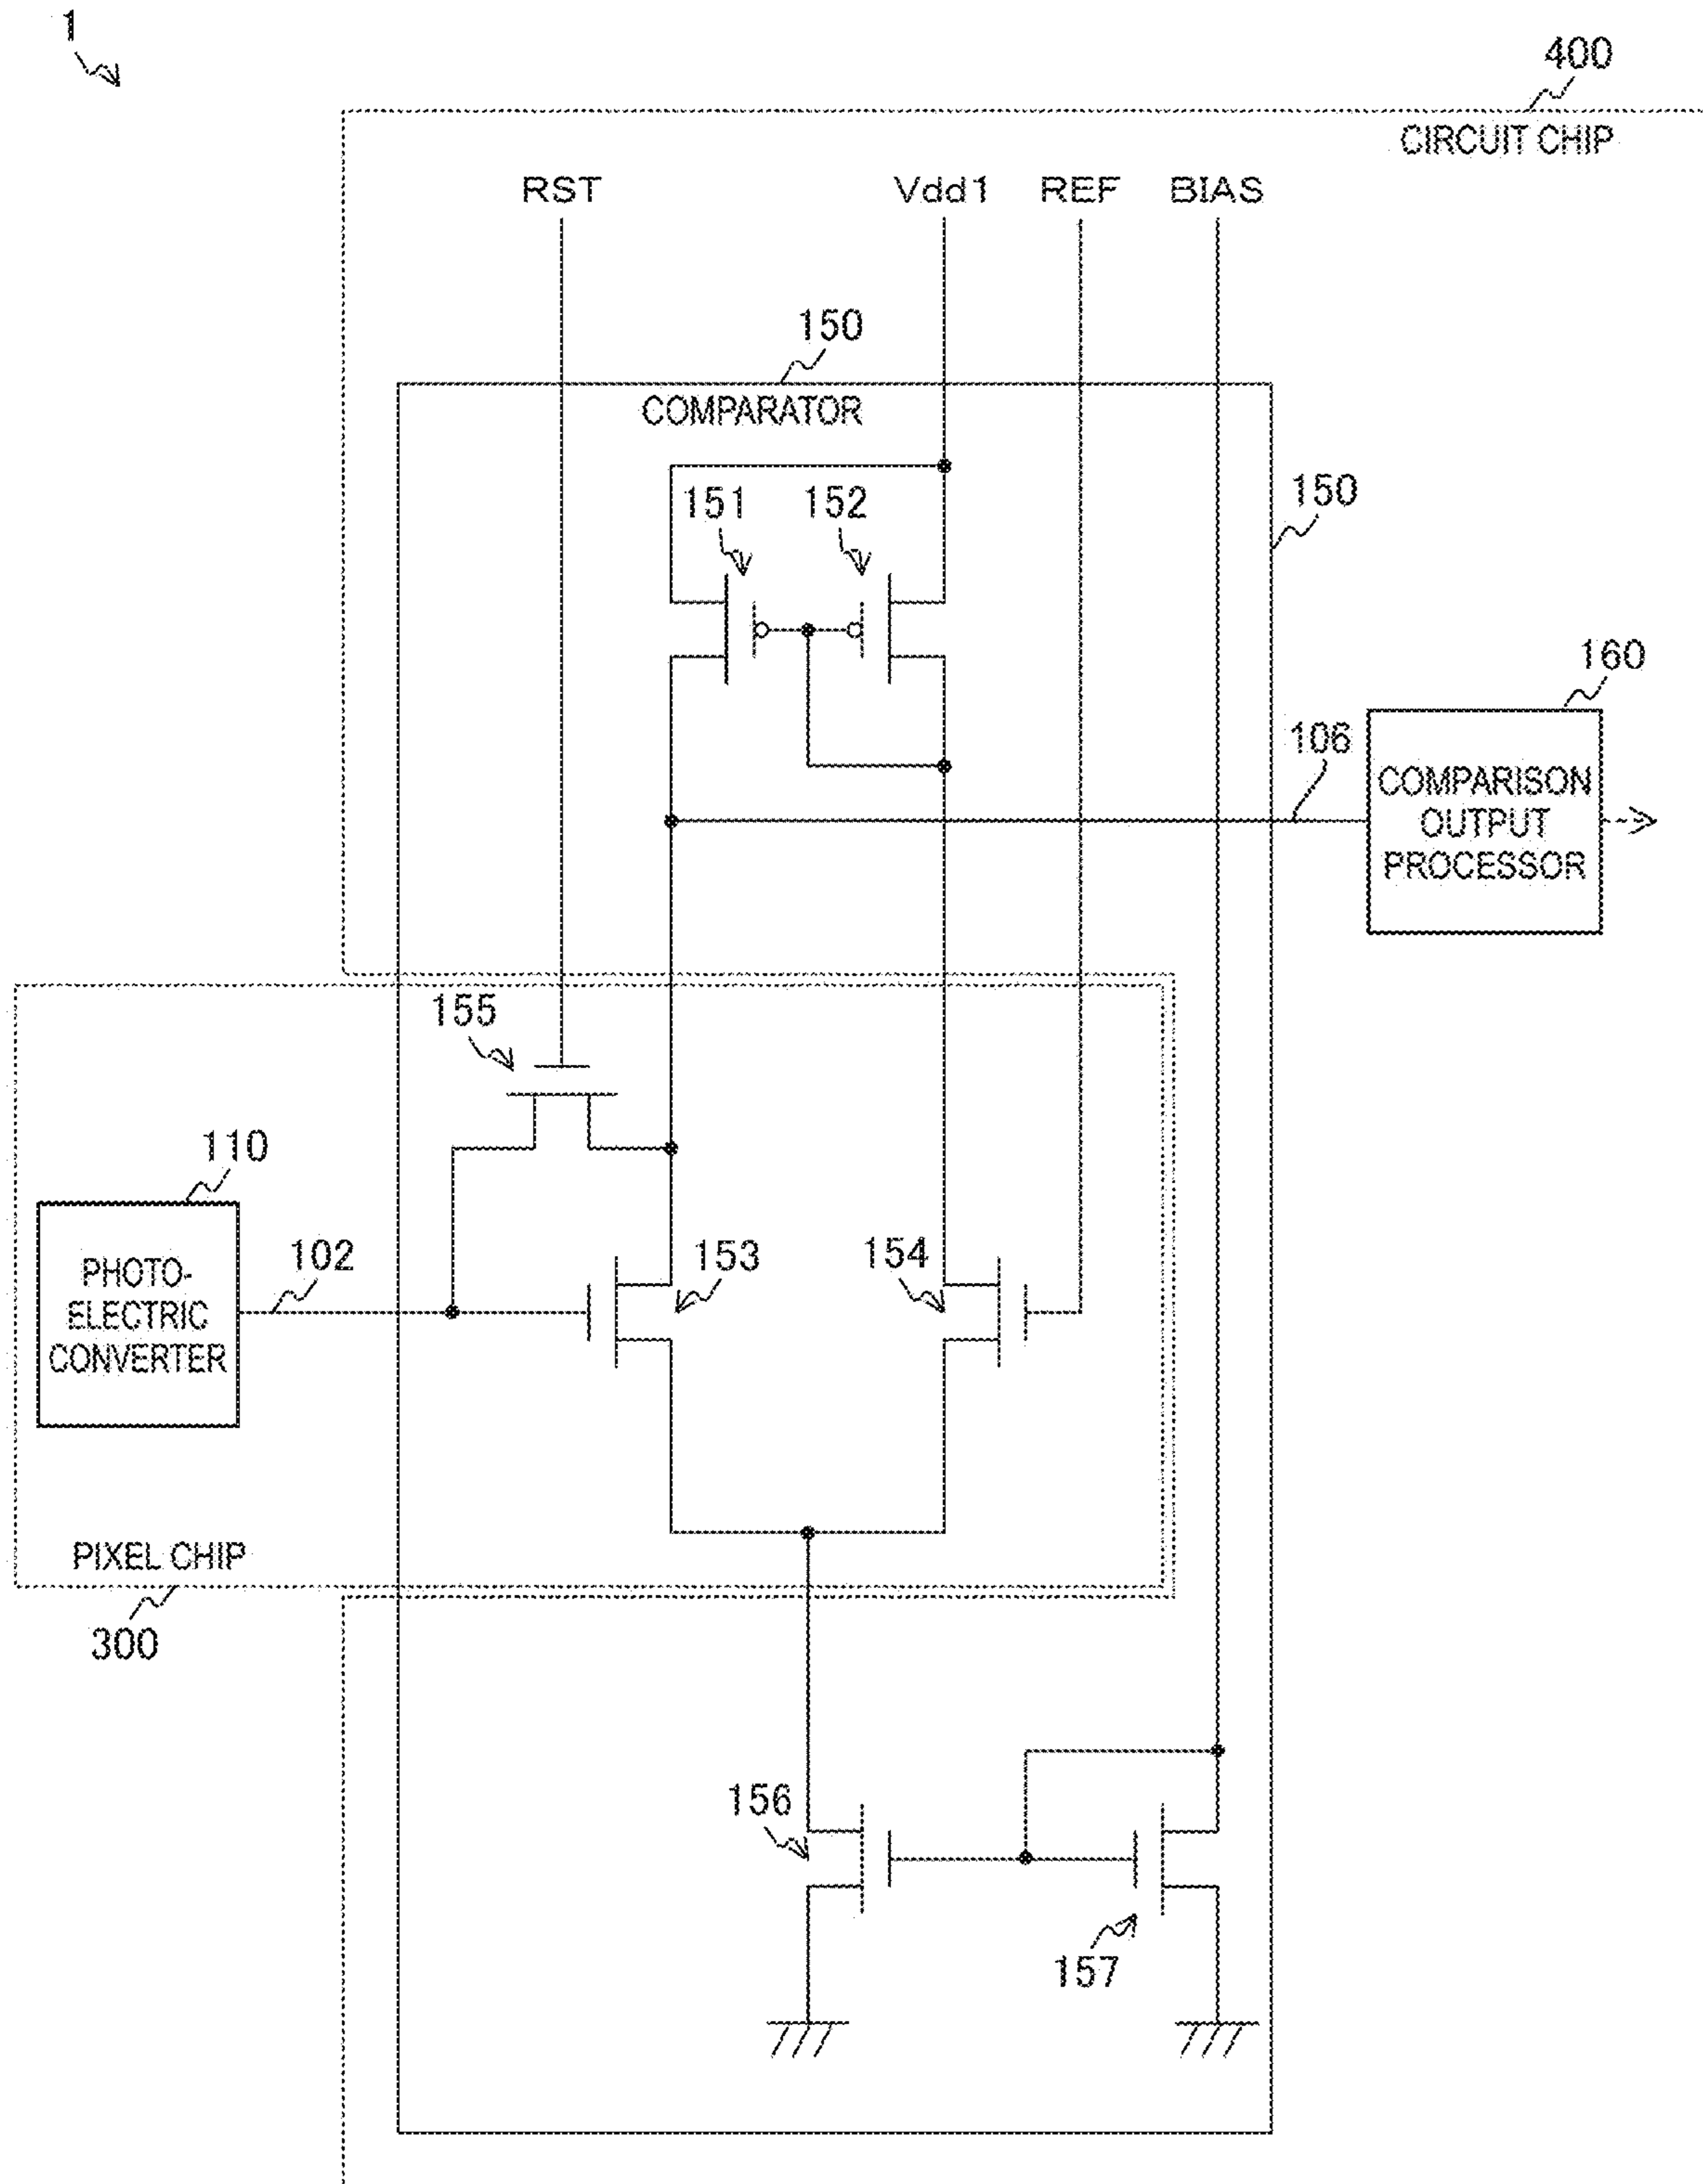 1
400
CIRCUIT CHIP
RST
Vdd1
REF
BIAS
150
COMPARATOR
151
152
150
160
106
COMPARISON
OUTPUT
PROCESSOR
155
110
PHOTO-
ELECTRIC
CONVERTER
102
153
154
PIXEL CHIP
300
156
157